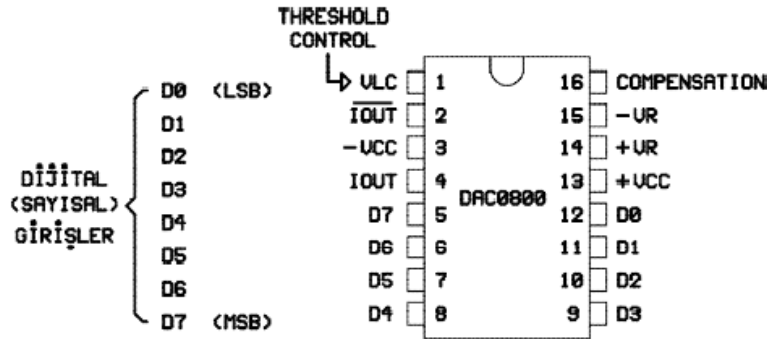 THRESHOLD
CONTROL
D0 (LSB)
D1
D2
D3
D4
D5
D6
D7 (MSB)
DİJİTAL
(SAYISAL)
GİRİŞLER
VLC 1 16 COMPENSATION
I̅O̅U̅T̅ 2 15 -VR
-VCC 3 14 +VR
IOUT 4 13 +VCC
DAC0800
D7 5 12 D0
D6 6 11 D1
D5 7 10 D2
D4 8 9 D3